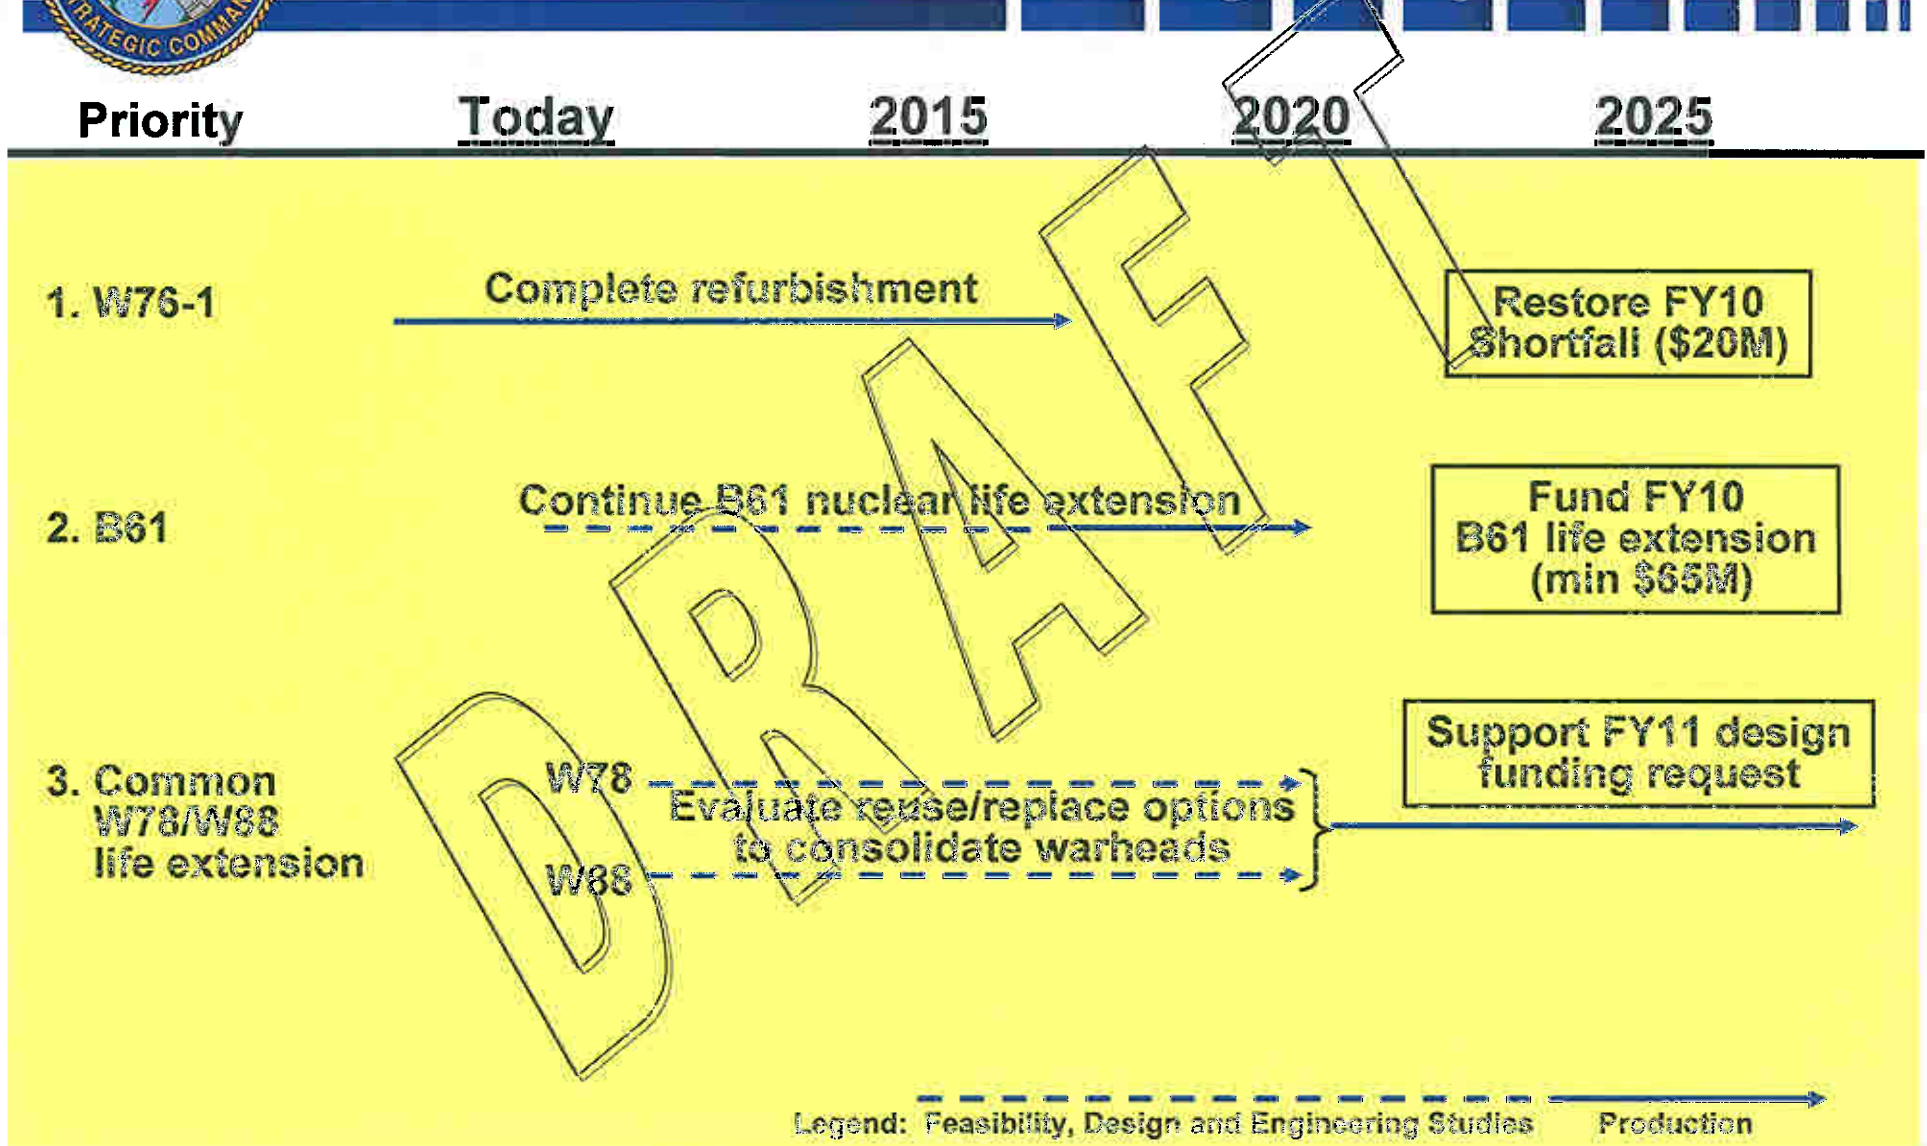 TRATEGIC COMMAN
Priority Today 2015 2020 2025
1. W76-1
Complete refurbishment
Restore FY10
Shortfall ($20M)
2. B61
Continue B61 nuclear life extension
Fund FY10
B61 life extension
(min $65M)
3. Common
W78/W88
life extension
W78
Evaluate reuse/replace options
to consolidate warheads
W88
Support FY11 design
funding request
DRAFT
Legend: Feasibility, Design and Engineering Studies Production